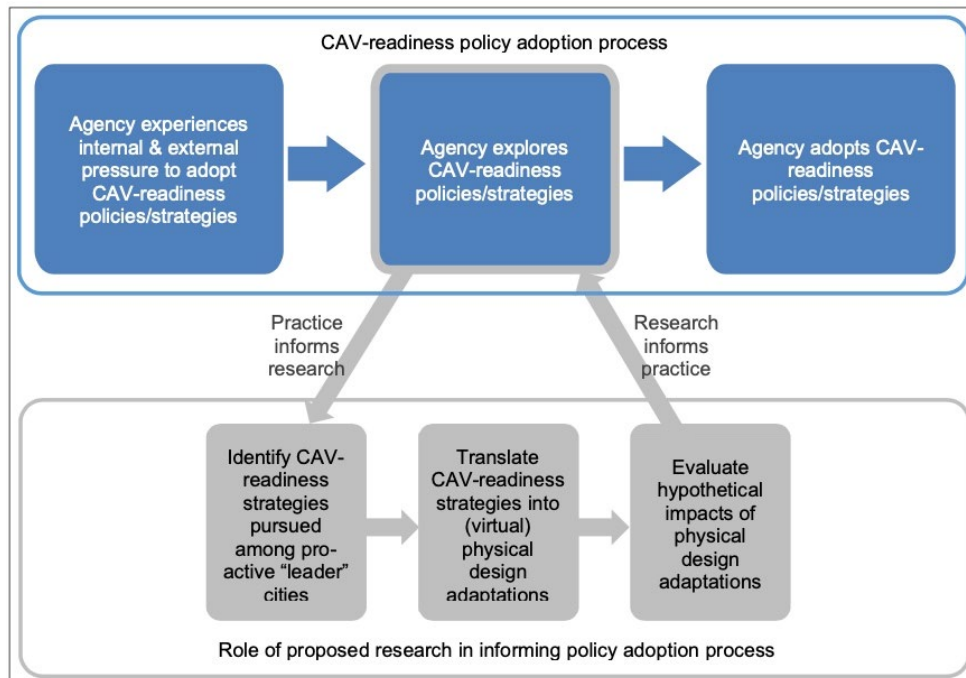 CAV-readiness policy adoption process
Agency experiences
internal & external
pressure to adopt
CAV-readiness
policies/strategies
Agency explores
CAV-readiness
policies/strategies
Agency adopts CAV-
readiness
policies/strategies
Practice
informs
research
Research
informs
practice
Identify CAV-
readiness
strategies
pursued
among pro-
active “leader”
cities
Translate
CAV-readiness
strategies into
(virtual)
physical
design
adaptations
Evaluate
hypothetical
impacts of
physical
design
adaptations
Role of proposed research in informing policy adoption process